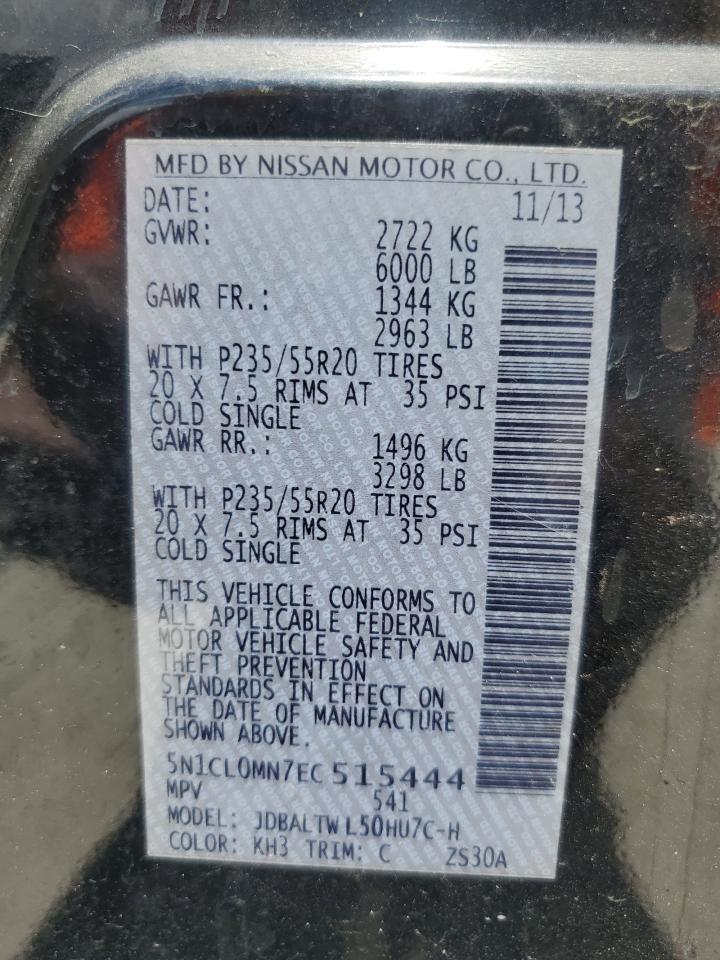 MFD BY NISSAN MOTOR CO., LTD.
DATE: 11/13
GVWR: 2722 KG
6000 LB
GAWR FR.: 1344 KG
2963 LB
WITH P235/55R20 TIRES
20 X 7.5 RIMS AT 35 PSI
COLD SINGLE
GAWR RR.: 1496 KG
3298 LB
WITH P235/55R20 TIRES
20 X 7.5 RIMS AT 35 PSI
COLD SINGLE
THIS VEHICLE CONFORMS TO
ALL APPLICABLE FEDERAL
MOTOR VEHICLE SAFETY AND
THEFT PREVENTION
STANDARDS IN EFFECT ON
THE DATE OF MANUFACTURE
SHOWN ABOVE.
5N1CL0MN7EC515444
MPV 541
MODEL: JDBALTWL50HU7C-H
COLOR: KH3 TRIM: C ZS30A